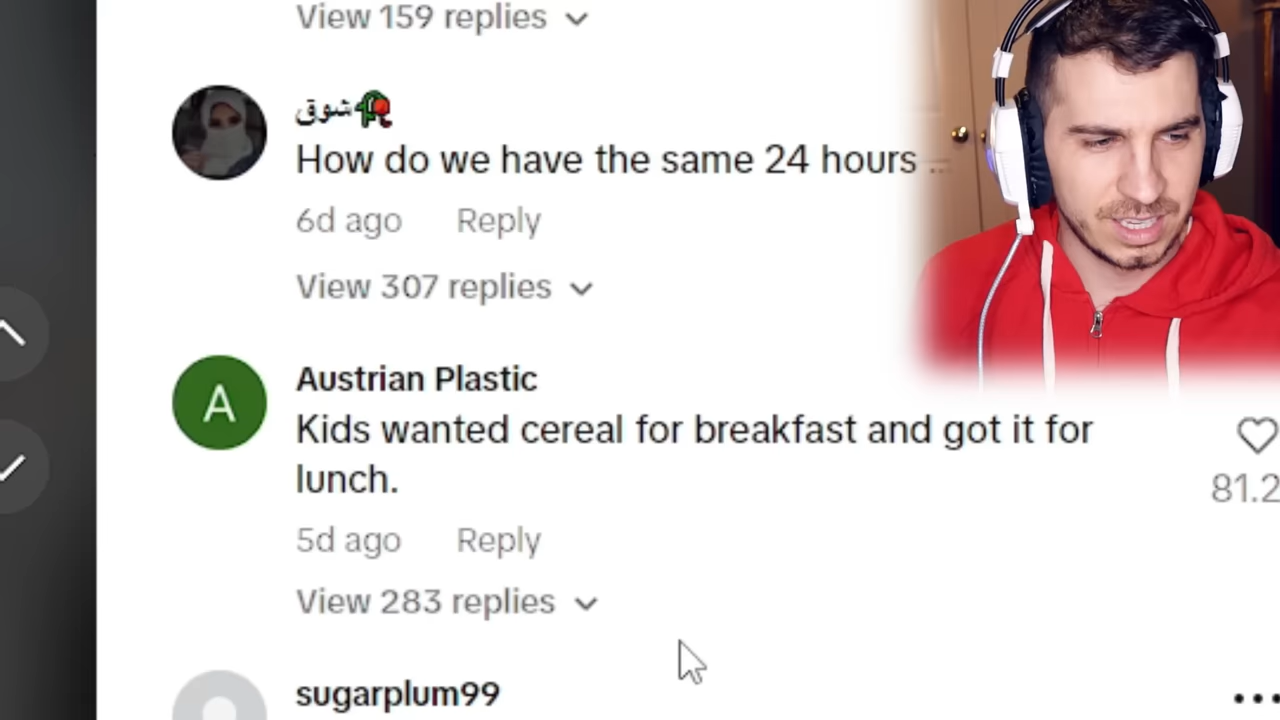 View 159 replies
شوق🥀
How do we have the same 24 hours ...
6d ago Reply
View 307 replies
A
Austrian Plastic
Kids wanted cereal for breakfast and got it for
lunch.
81.2
5d ago Reply
View 283 replies
sugarplum99